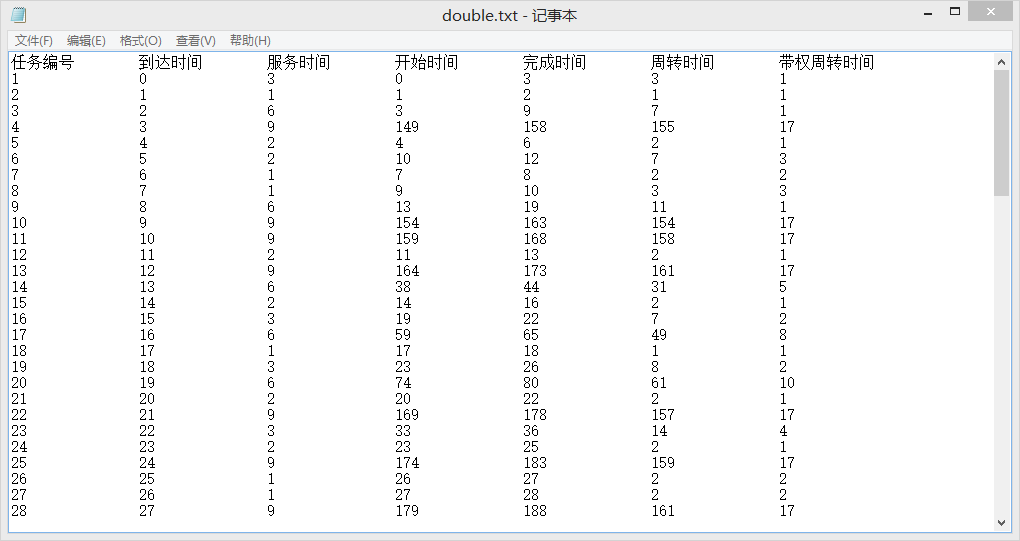 double.txt - 记事本
文件(F) 编辑(E) 格式(O) 查看(V) 帮助(H)
任务编号 到达时间 服务时间 开始时间 完成时间 周转时间 带权周转时间
1 0 3 0 3 3 1
2 1 1 1 2 1 1
3 2 6 3 9 7 1
4 3 9 149 158 155 17
5 4 2 4 6 2 1
6 5 2 10 12 7 3
7 6 1 7 8 2 2
8 7 1 9 10 3 3
9 8 6 13 19 11 1
10 9 9 154 163 154 17
11 10 9 159 168 158 17
12 11 2 11 13 2 1
13 12 9 164 173 161 17
14 13 6 38 44 31 5
15 14 2 14 16 2 1
16 15 3 19 22 7 2
17 16 6 59 65 49 8
18 17 1 17 18 1 1
19 18 3 23 26 8 2
20 19 6 74 80 61 10
21 20 2 20 22 2 1
22 21 9 169 178 157 17
23 22 3 33 36 14 4
24 23 2 23 25 2 1
25 24 9 174 183 159 17
26 25 1 26 27 2 2
27 26 1 27 28 2 2
28 27 9 179 188 161 17